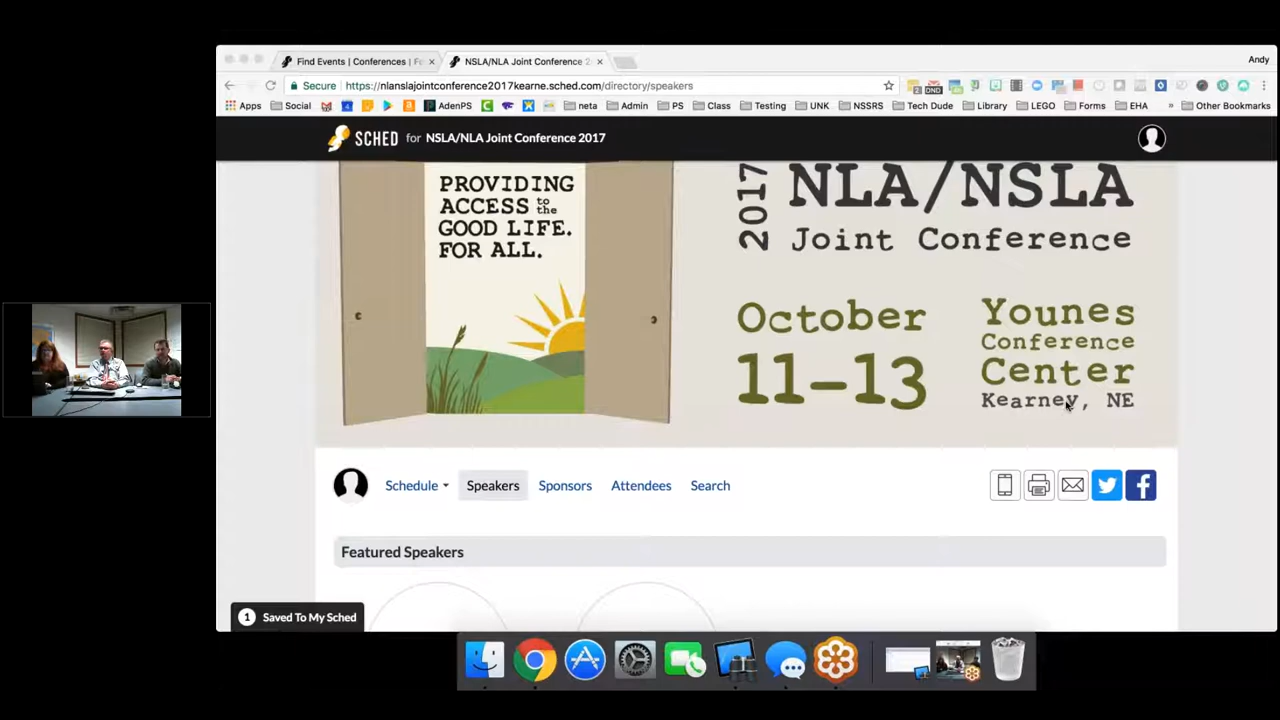 Find Events | Conferences | Fe
NSLA/NLA Joint Conference 2
Andy
Secure
https://nlanslajointconference2017kearne.sched.com/directory/speakers
DND
Apps Social AdenPS neta Admin PS Class Testing UNK NSSRS Tech Dude Library LEGO Forms EHA » Other Bookmarks
SCHED for NSLA/NLA Joint Conference 2017
PROVIDING
ACCESS to the
GOOD LIFE.
FOR ALL.
2017
NLA/NSLA
Joint Conference
October
11-13
Younes
Conference
Center
Kearney, NE
Schedule Speakers Sponsors Attendees Search
Featured Speakers
1 Saved To My Sched